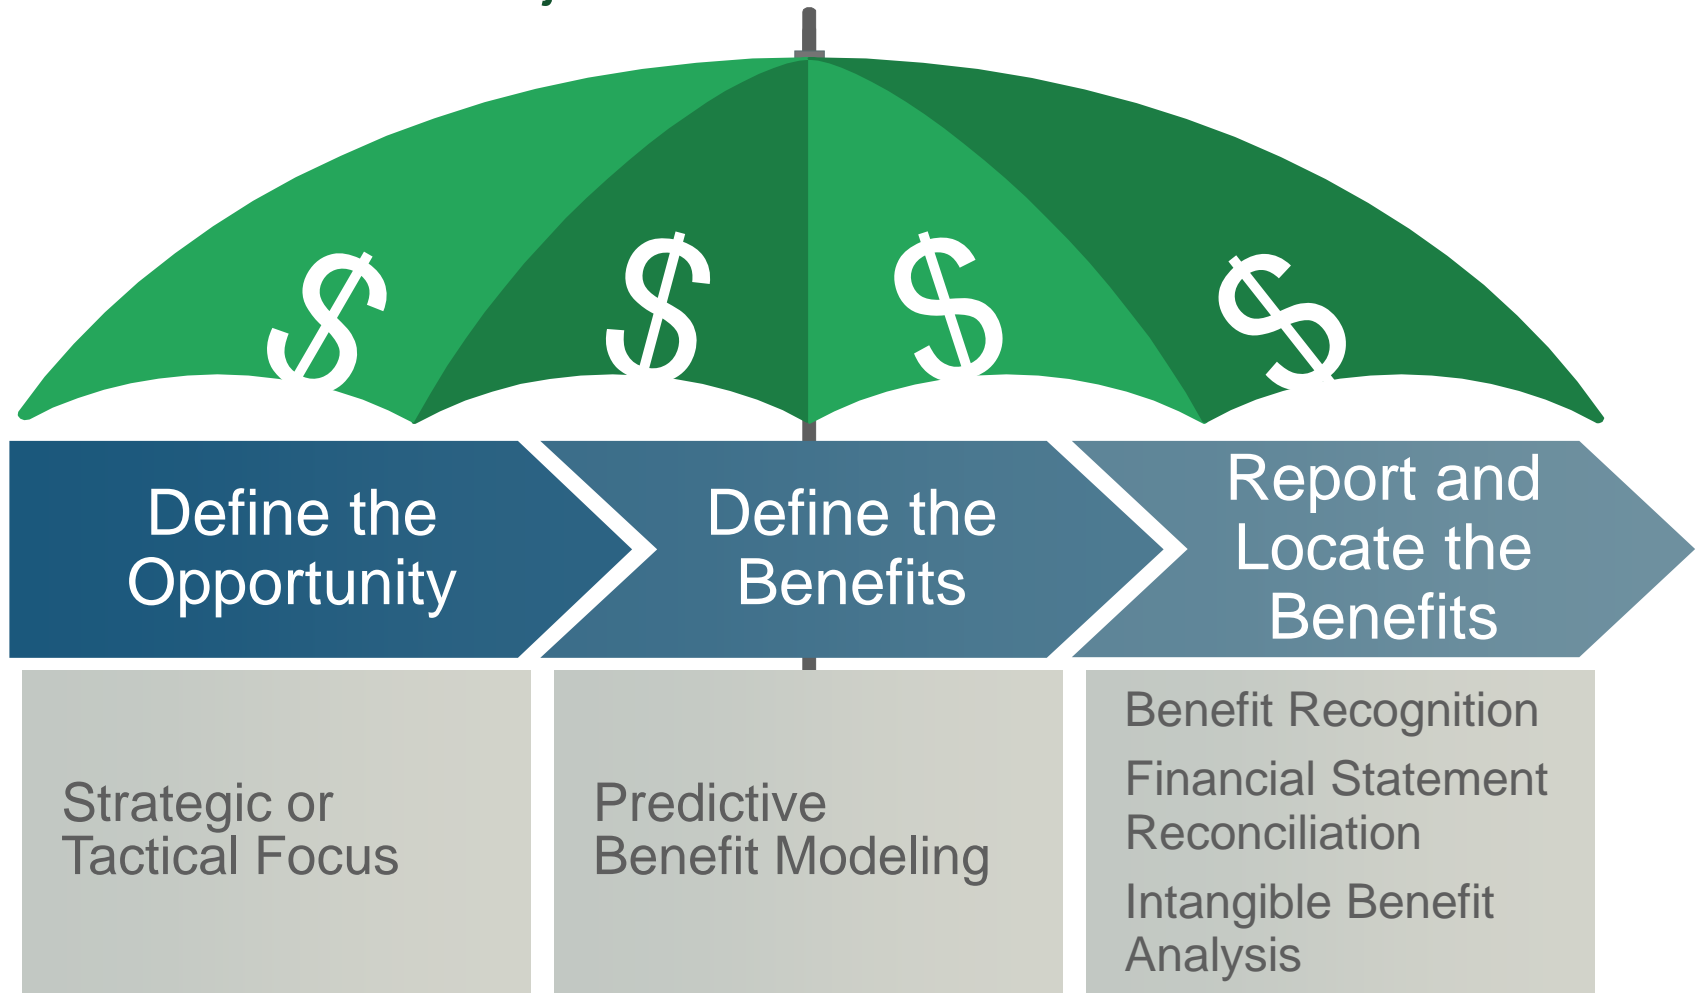 $ $ $ $
Define the
Opportunity
Define the
Benefits
Report and
Locate the
Benefits
Strategic or
Tactical Focus
Predictive
Benefit Modeling
Benefit Recognition
Financial Statement
Reconciliation
Intangible Benefit
Analysis